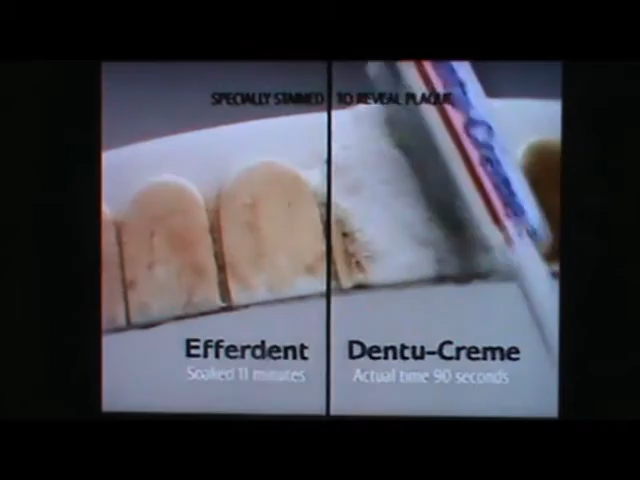 SPECIALLY STAINED TO REVEAL PLAQUE
Efferdent
Soaked 11 minutes
Dentu-Creme
Actual time 90 seconds